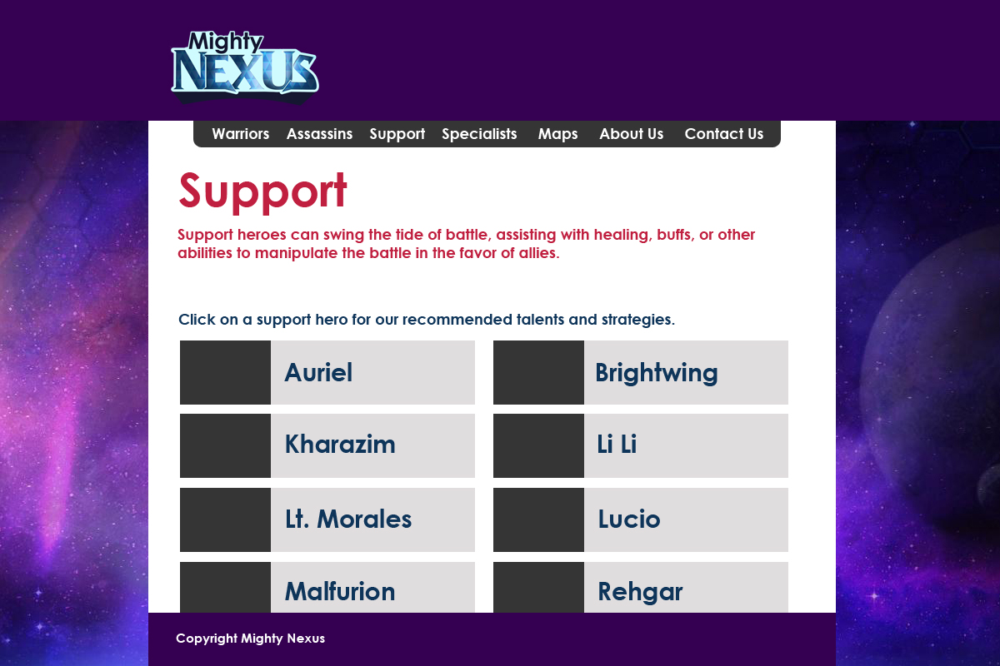 Mighty
NEXUS
Warriors Assassins Support Specialists Maps About Us Contact Us
Support
Support heroes can swing the tide of battle, assisting with healing, buffs, or other
abilities to manipulate the battle in the favor of allies.
Click on a support hero for our recommended talents and strategies.
Auriel Brightwing
Kharazim Li Li
Lt. Morales Lucio
Malfurion Rehgar
Copyright Mighty Nexus